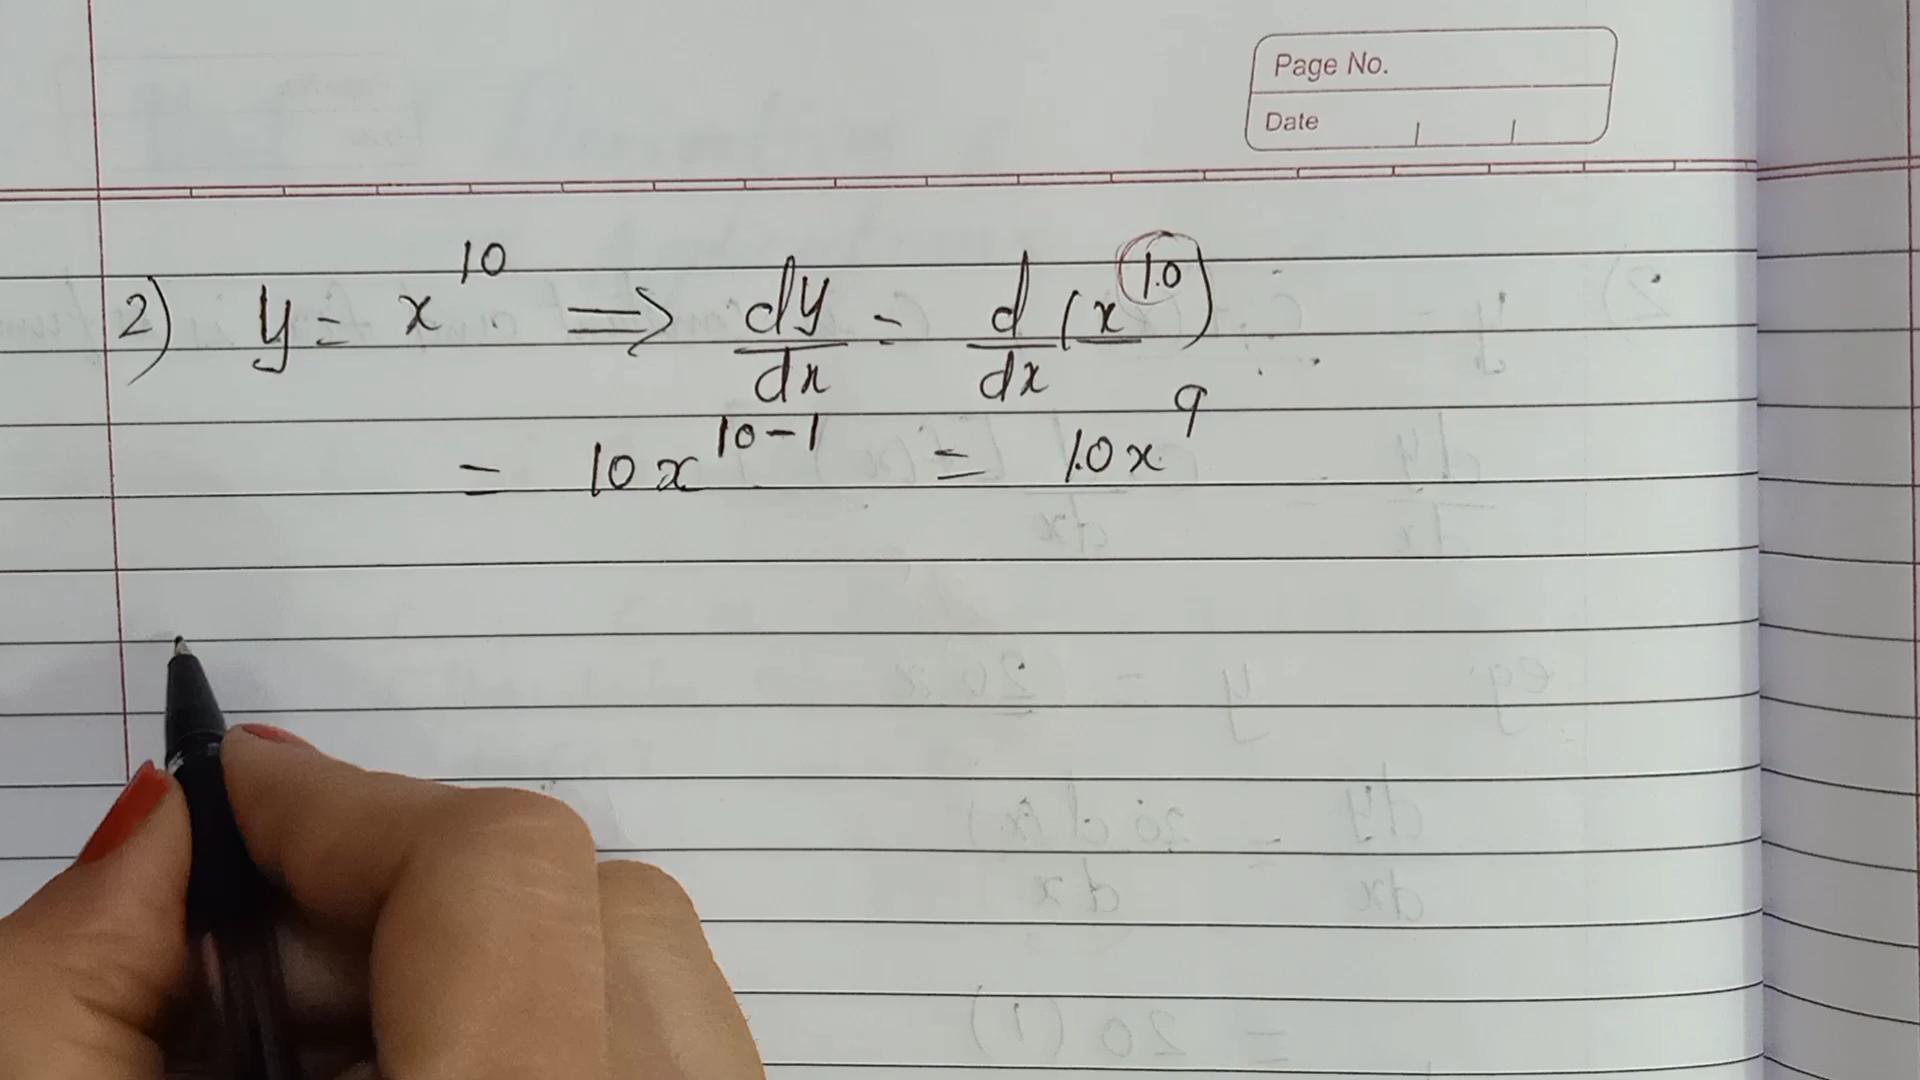 Page No.
Date
2) y = x^10 ⟹ dy/dx = d/dx (x^10)
= 10x^10-1 = 10x^9